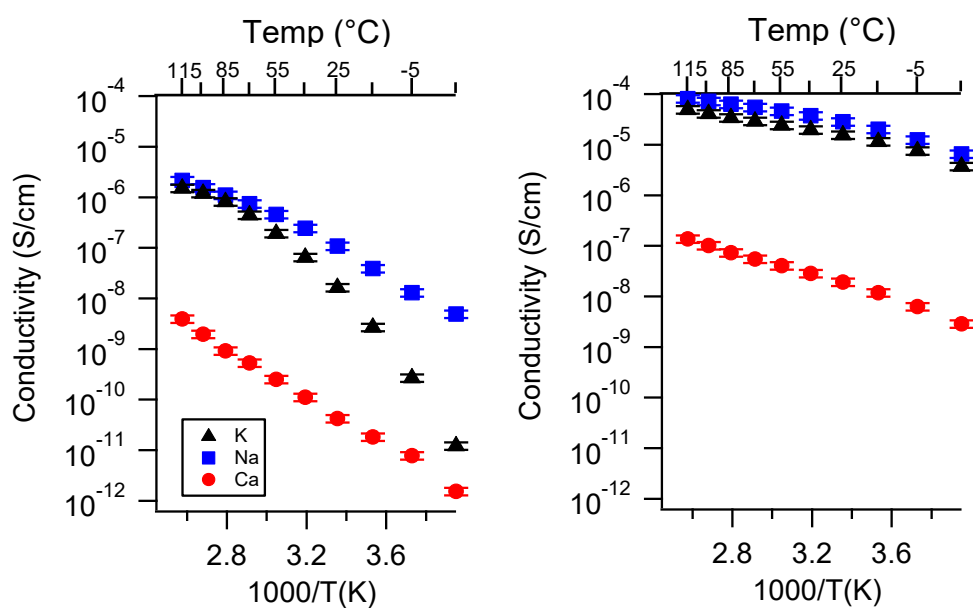 Temp (°C)
115 85 55 25 -5
10-4
10-5
10-6
10-7
10-8
10-9
10-10
10-11
10-12
Conductivity (S/cm)
K
Na
Ca
2.8 3.2 3.6
1000/T(K)
Temp (°C)
115 85 55 25 -5
10-4
10-5
10-6
10-7
10-8
10-9
10-10
10-11
10-12
Conductivity (S/cm)
2.8 3.2 3.6
1000/T(K)